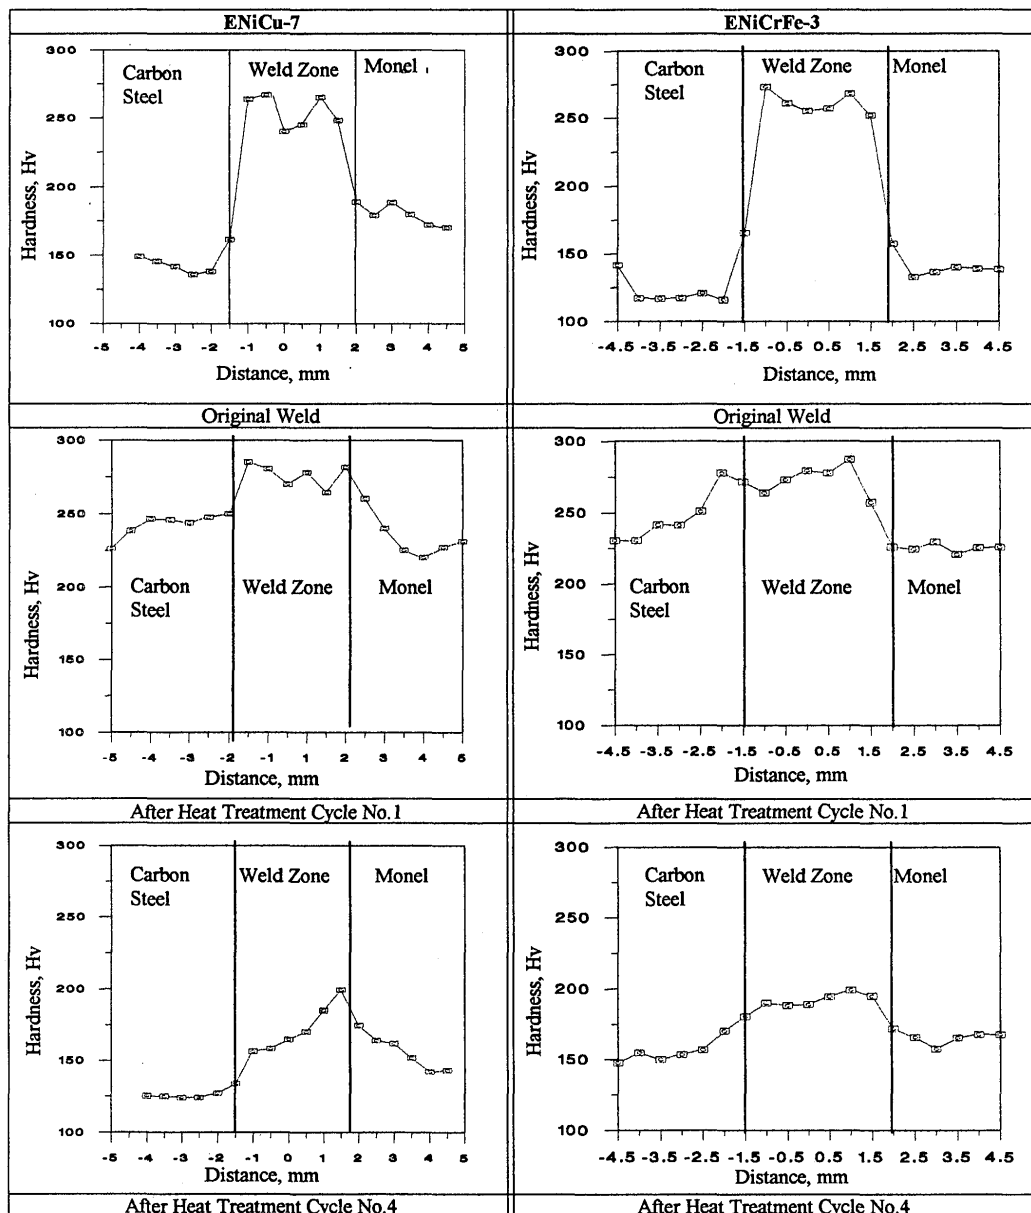 ENiCu-7
300
250
200
150
100
Hardness, Hv
Carbon
Steel
Weld Zone
Monel
-5 -4 -3 -2 -1 0 1 2 3 4 5
Distance, mm
Original Weld
ENiCrFe-3
300
250
200
150
100
Hardness, Hv
Carbon
Steel
Weld Zone
Monel
-4.5 -3.5 -2.5 -1.5 -0.5 0.5 1.5 2.5 3.5 4.5
Distance, mm
Original Weld
300
250
200
150
100
Hardness, Hv
Carbon
Steel
Weld Zone
Monel
-5 -4 -3 -2 -1 1 2 3 4 5
Distance, mm
After Heat Treatment Cycle No.1
300
250
200
150
100
Hardness, Hv
Carbon
Steel
Weld Zone
Monel
-4.5 -3.5 -2.5 -1.5 -0.5 0.5 1.5 2.5 3.5 4.5
Distance, mm
After Heat Treatment Cycle No.1
300
250
200
150
100
Hardness, Hv
Carbon
Steel
Weld Zone
Monel
-5 -4 -3 -2 -1 0 1 2 3 4 5
Distance, mm
After Heat Treatment Cycle No.4
300
250
200
150
100
Hardness, Hv
Carbon
Steel
Weld Zone
Monel
-4.5 -3.5 -2.5 -1.5 -0.5 0.5 1.5 2.5 3.5 4.5
Distance, mm
After Heat Treatment Cycle No.4